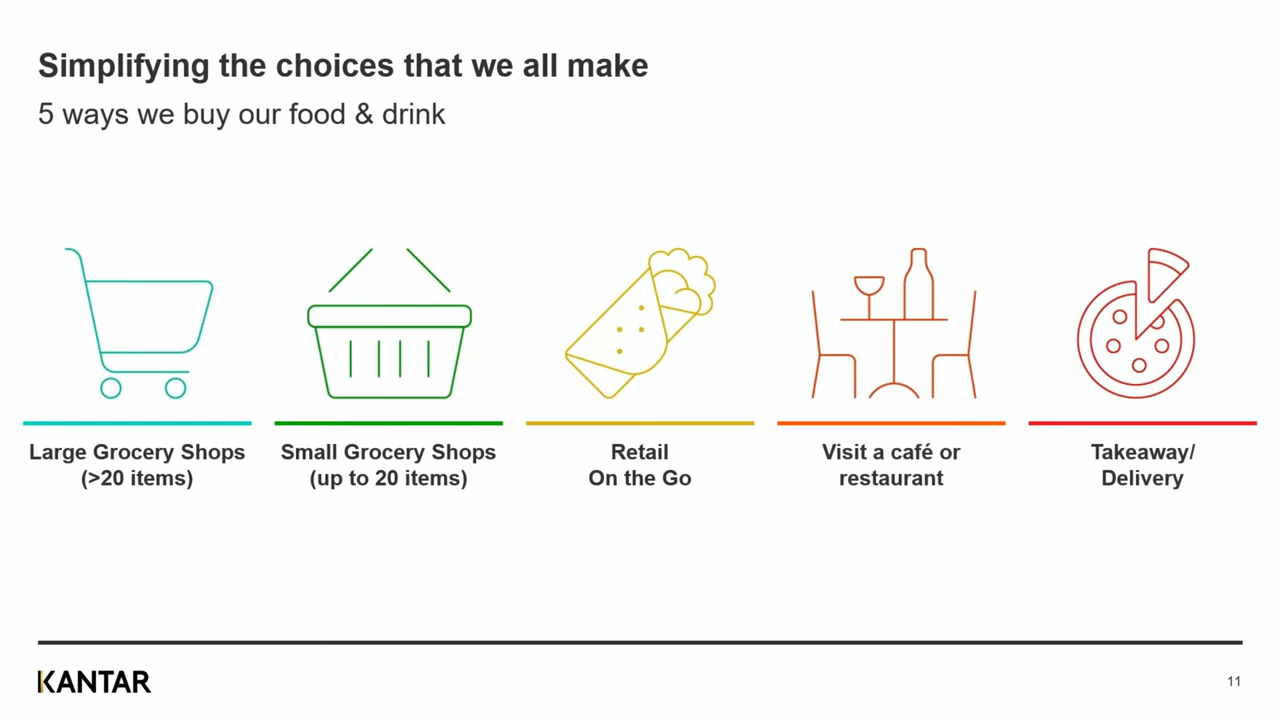 Simplifying the choices that we all make
5 ways we buy our food & drink
Large Grocery Shops
(>20 items)
Small Grocery Shops
(up to 20 items)
Retail
On the Go
Visit a café or
restaurant
Takeaway/
Delivery
KANTAR
11